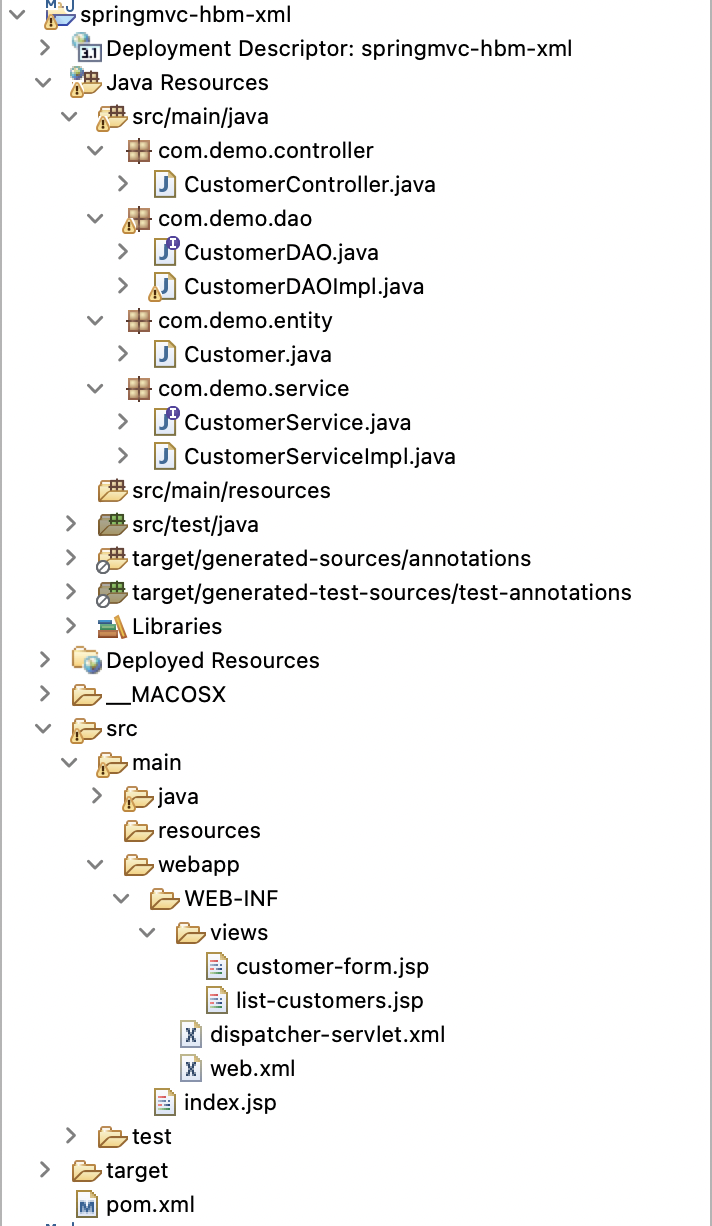 springmvc-hbm-xml
Deployment Descriptor: springmvc-hbm-xml
Java Resources
src/main/java
com.demo.controller
CustomerController.java
com.demo.dao
CustomerDAO.java
CustomerDAOImpl.java
com.demo.entity
Customer.java
com.demo.service
CustomerService.java
CustomerServiceImpl.java
src/main/resources
src/test/java
target/generated-sources/annotations
target/generated-test-sources/test-annotations
Libraries
Deployed Resources
__MACOSX
src
main
java
resources
webapp
WEB-INF
views
customer-form.jsp
list-customers.jsp
dispatcher-servlet.xml
web.xml
index.jsp
test
target
pom.xml